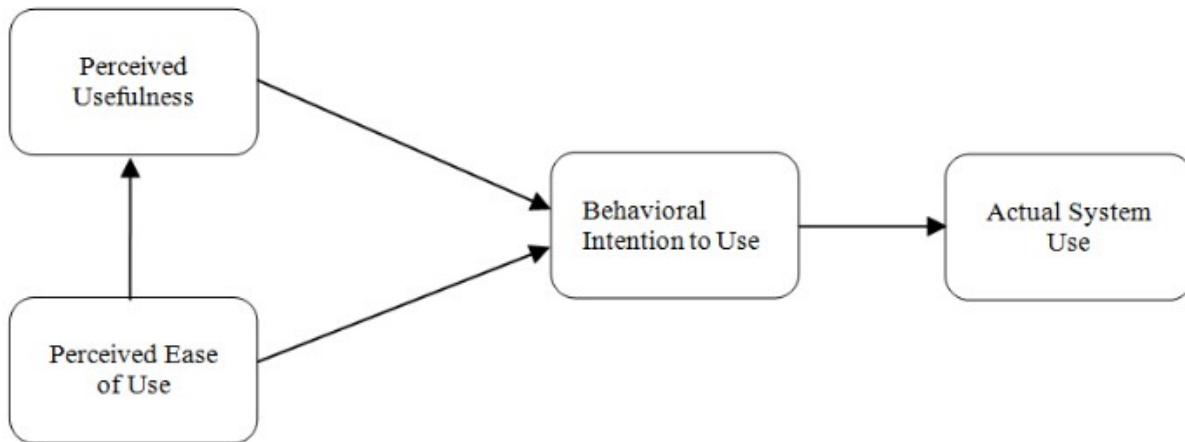 Perceived
Usefulness
Behavioral
Intention to Use
Actual System
Use
Perceived Ease
of Use